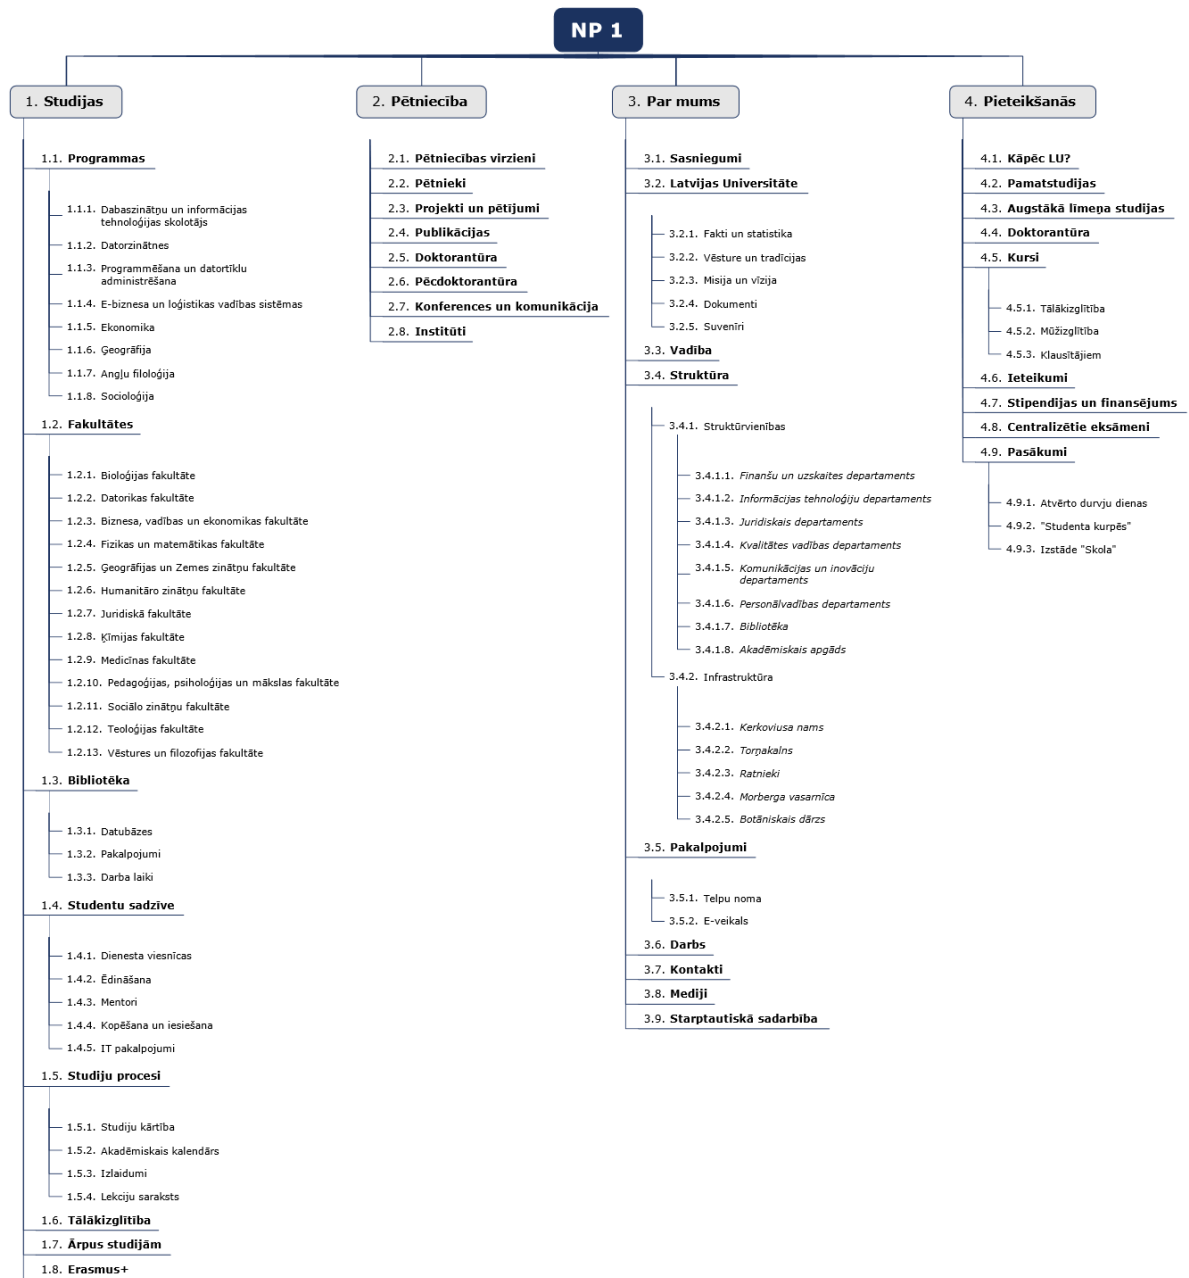 NP 1
1. Studijas
1.1. Programmas
1.1.1. Dabaszinātņu un informācijas
tehnoloģijas skolotājs
1.1.2. Datorzinātnes
1.1.3. Programmēšana un datortīklu
administrēšana
1.1.4. E-biznesa un loģistikas vadības sistēmas
1.1.5. Ekonomika
1.1.6. Ģeogrāfija
1.1.7. Angļu filoloģija
1.1.8. Socioloģija
1.2. Fakultātes
1.2.1. Bioloģijas fakultāte
1.2.2. Datorikas fakultāte
1.2.3. Biznesa, vadības un ekonomikas fakultāte
1.2.4. Fizikas un matemātikas fakultāte
1.2.5. Ģeogrāfijas un Zemes zinātņu fakultāte
1.2.6. Humanitāro zinātņu fakultāte
1.2.7. Juridiskā fakultāte
1.2.8. Ķīmijas fakultāte
1.2.9. Medicīnas fakultāte
1.2.10. Pedagoģijas, psiholoģijas un mākslas fakultāte
1.2.11. Sociālo zinātņu fakultāte
1.2.12. Teoloģijas fakultāte
1.2.13. Vēstures un filozofijas fakultāte
1.3. Bibliotēka
1.3.1. Datubāzes
1.3.2. Pakalpojumi
1.3.3. Darba laiki
1.4. Studentu sadzīve
1.4.1. Dienesta viesnīcas
1.4.2. Ēdināšana
1.4.3. Mentori
1.4.4. Kopēšana un iesiešana
1.4.5. IT pakalpojumi
1.5. Studiju procesi
1.5.1. Studiju kārtība
1.5.2. Akadēmiskais kalendārs
1.5.3. Izlaidumi
1.5.4. Lekciju saraksts
1.6. Tālākizglītība
1.7. Ārpus studijām
1.8. Erasmus+
2. Pētniecība
2.1. Pētniecības virzieni
2.2. Pētnieki
2.3. Projekti un pētījumi
2.4. Publikācijas
2.5. Doktorantūra
2.6. Pēcdoktorantūra
2.7. Konferences un komunikācija
2.8. Institūti
3. Par mums
3.1. Sasniegumi
3.2. Latvijas Universitāte
3.2.1. Fakti un statistika
3.2.2. Vēsture un tradīcijas
3.2.3. Misija un vīzija
3.2.4. Dokumenti
3.2.5. Suvenīri
3.3. Vadība
3.4. Struktūra
3.4.1. Struktūrvienības
3.4.1.1. Finanšu un uzskaites departaments
3.4.1.2. Informācijas tehnoloģiju departaments
3.4.1.3. Juridiskais departaments
3.4.1.4. Kvalitātes vadības departaments
3.4.1.5. Komunikācijas un inovāciju
departaments
3.4.1.6. Personālvadības departaments
3.4.1.7. Bibliotēka
3.4.1.8. Akadēmiskais apgāds
3.4.2. Infrastruktūra
3.4.2.1. Kerkoviusa nams
3.4.2.2. Torņakalns
3.4.2.3. Ratnieki
3.4.2.4. Morberga vasarnīca
3.4.2.5. Botāniskais dārzs
3.5. Pakalpojumi
3.5.1. Telpu noma
3.5.2. E-veikals
3.6. Darbs
3.7. Kontakti
3.8. Mediji
3.9. Starptautiskā sadarbība
4. Pieteikšanās
4.1. Kāpēc LU?
4.2. Pamatstudijas
4.3. Augstākā līmeņa studijas
4.4. Doktorantūra
4.5. Kursi
4.5.1. Tālākizglītība
4.5.2. Mūžizglītība
4.5.3. Klausītājiem
4.6. Ieteikumi
4.7. Stipendijas un finansējums
4.8. Centralizētie eksāmeni
4.9. Pasākumi
4.9.1. Atvērto durvju dienas
4.9.2. "Studenta kurpēs"
4.9.3. Izstāde "Skola"